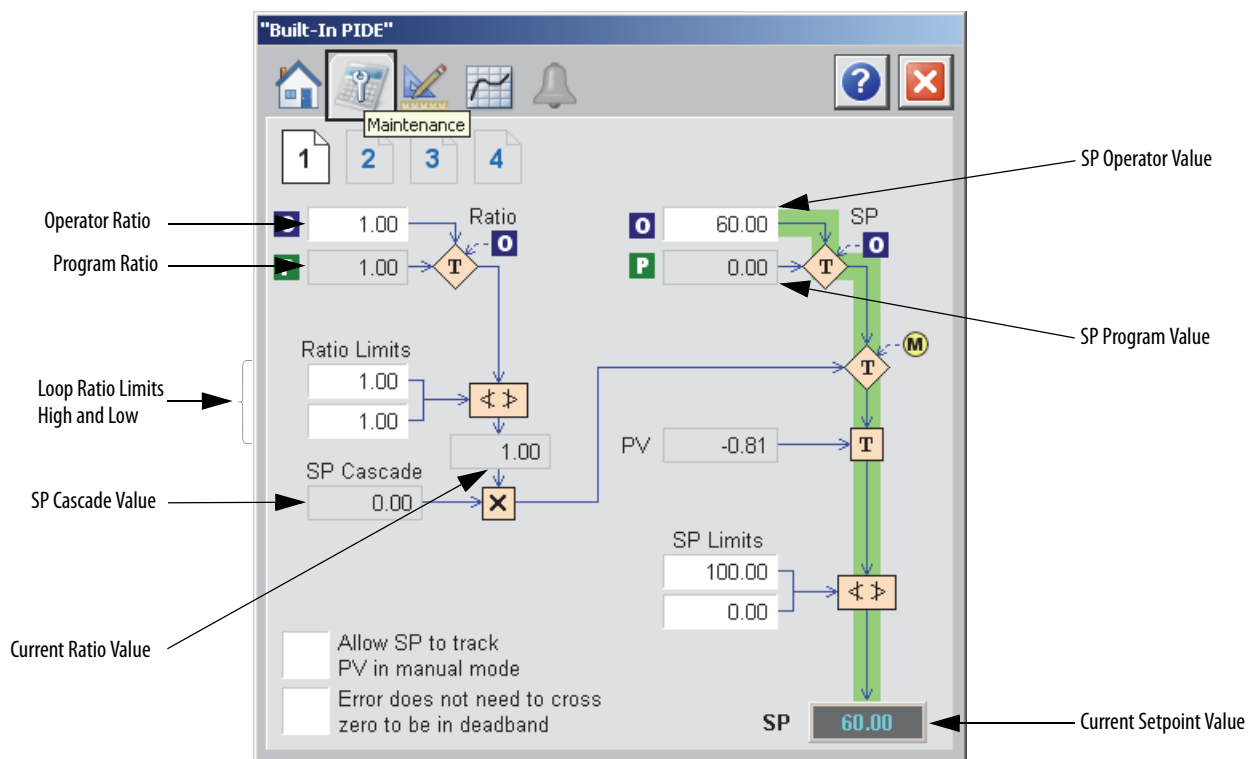 "Built-In PIDE"
?
Maintenance
1 2 3 4
SP Operator Value
Operator Ratio
O 1.00 Ratio
O
O 60.00 SP
O
Program Ratio
P 1.00 T
P 0.00 T
SP Program Value
Ratio Limits
M
Loop Ratio Limits
High and Low
1.00
1.00
T
1.00
PV -0.81 T
SP Cascade
SP Cascade Value
0.00
SP Limits
100.00
0.00
Current Ratio Value
Allow SP to track
PV in manual mode
Error does not need to cross
zero to be in deadband
SP 60.00
Current Setpoint Value